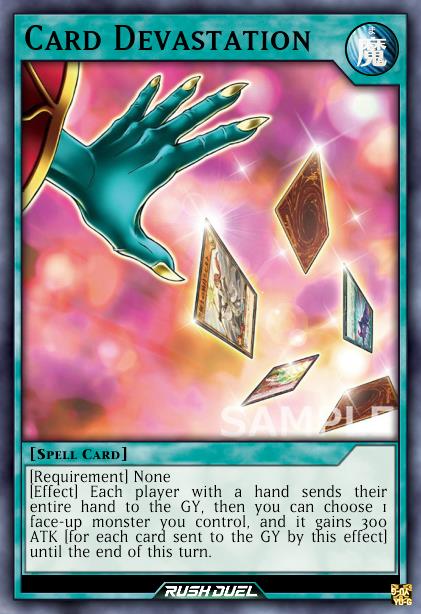 CARD DEVASTATION
ま
魔
SAMPLE
[SPELL CARD]
[Requirement] None
[Effect] Each player with a hand sends their
entire hand to the GY, then you can choose 1
face-up monster you control, and it gains 300
ATK [for each card sent to the GY by this effect]
until the end of this turn.
RUSH DUEL